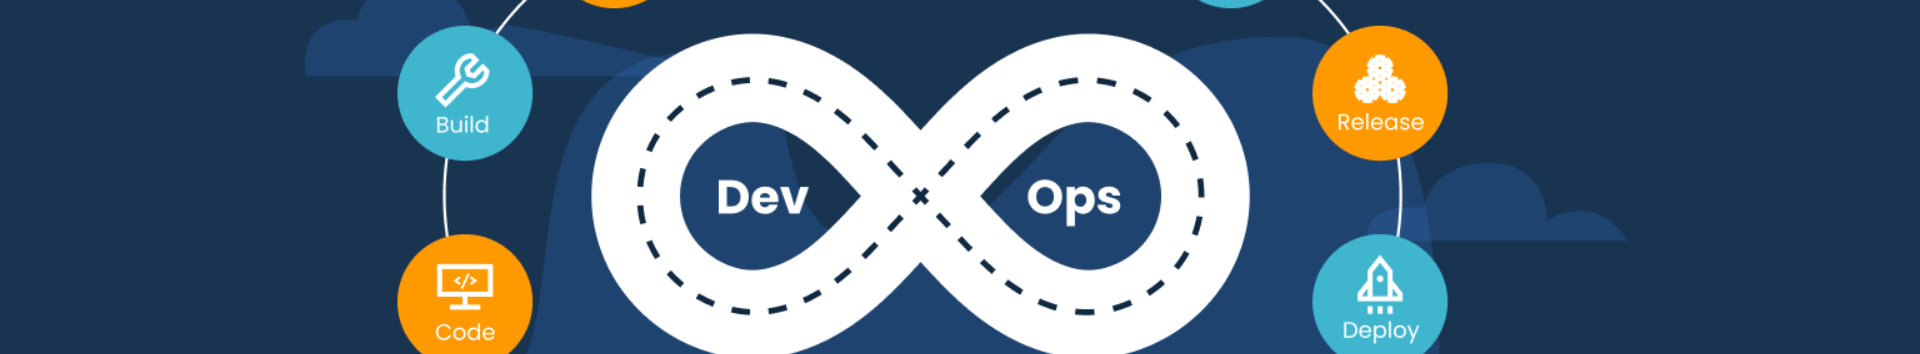 Build
Release
Dev
Ops
</>
Code
Deploy